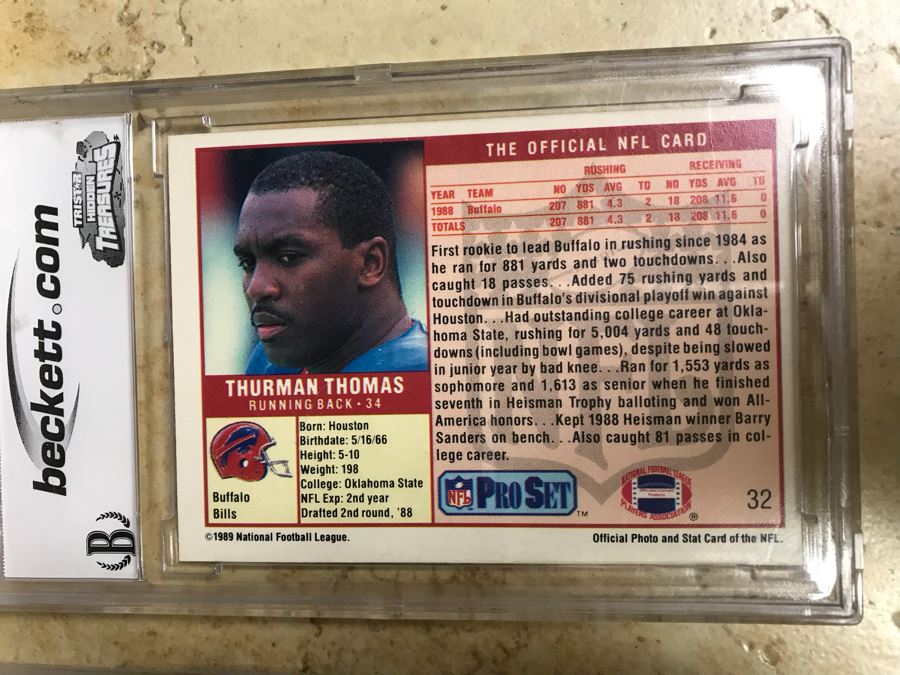 TRISTAR
HIDDEN
TREASURES
beckett.com
B
THE OFFICIAL NFL CARD
RUSHING RECEIVING
YEAR TEAM NO YDS AVG TD NO YDS AVG TD
1988 Buffalo 207 881 4.3 2 18 208 11.6 0
TOTALS 207 881 4.3 2 18 208 11.6 0
First rookie to lead Buffalo in rushing since 1984 as
he ran for 881 yards and two touchdowns. . .Also
caught 18 passes. . .Added 75 rushing yards and
touchdown in Buffalo's divisional playoff win against
Houston. . .Had outstanding college career at Okla-
homa State, rushing for 5,004 yards and 48 touch-
downs (including bowl games), despite being slowed
in junior year by bad knee. . .Ran for 1,553 yards as
sophomore and 1,613 as senior when he finished
seventh in Heisman Trophy balloting and won All-
America honors. . .Kept 1988 Heisman winner Barry
Sanders on bench. . .Also caught 81 passes in col-
lege career.
THURMAN THOMAS
RUNNING BACK • 34
Buffalo
Bills
Born: Houston
Birthdate: 5/16/66
Height: 5-10
Weight: 198
College: Oklahoma State
NFL Exp: 2nd year
Drafted 2nd round, '88
NFL PRO SET ™
NATIONAL FOOTBALL LEAGUE
PLAYERS ASSOCIATION ®
32
©1989 National Football League.
Official Photo and Stat Card of the NFL.